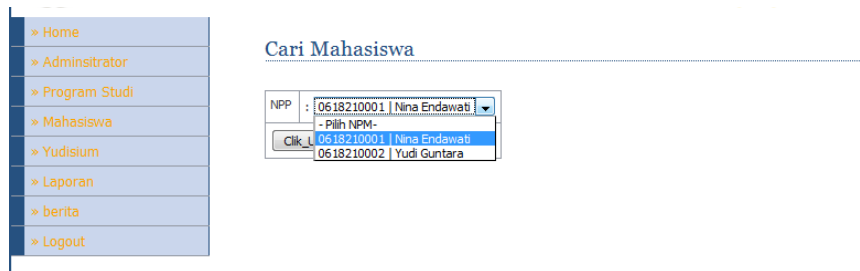 » Home
» Adminsitrator
» Program Studi
» Mahasiswa
» Yudisium
» Laporan
» berita
» Logout
Cari Mahasiswa
NPP : 0618210001 | Nina Endawati
- Pilih NPM-
0618210001 | Nina Endawati
0618210002 | Yudi Guntara